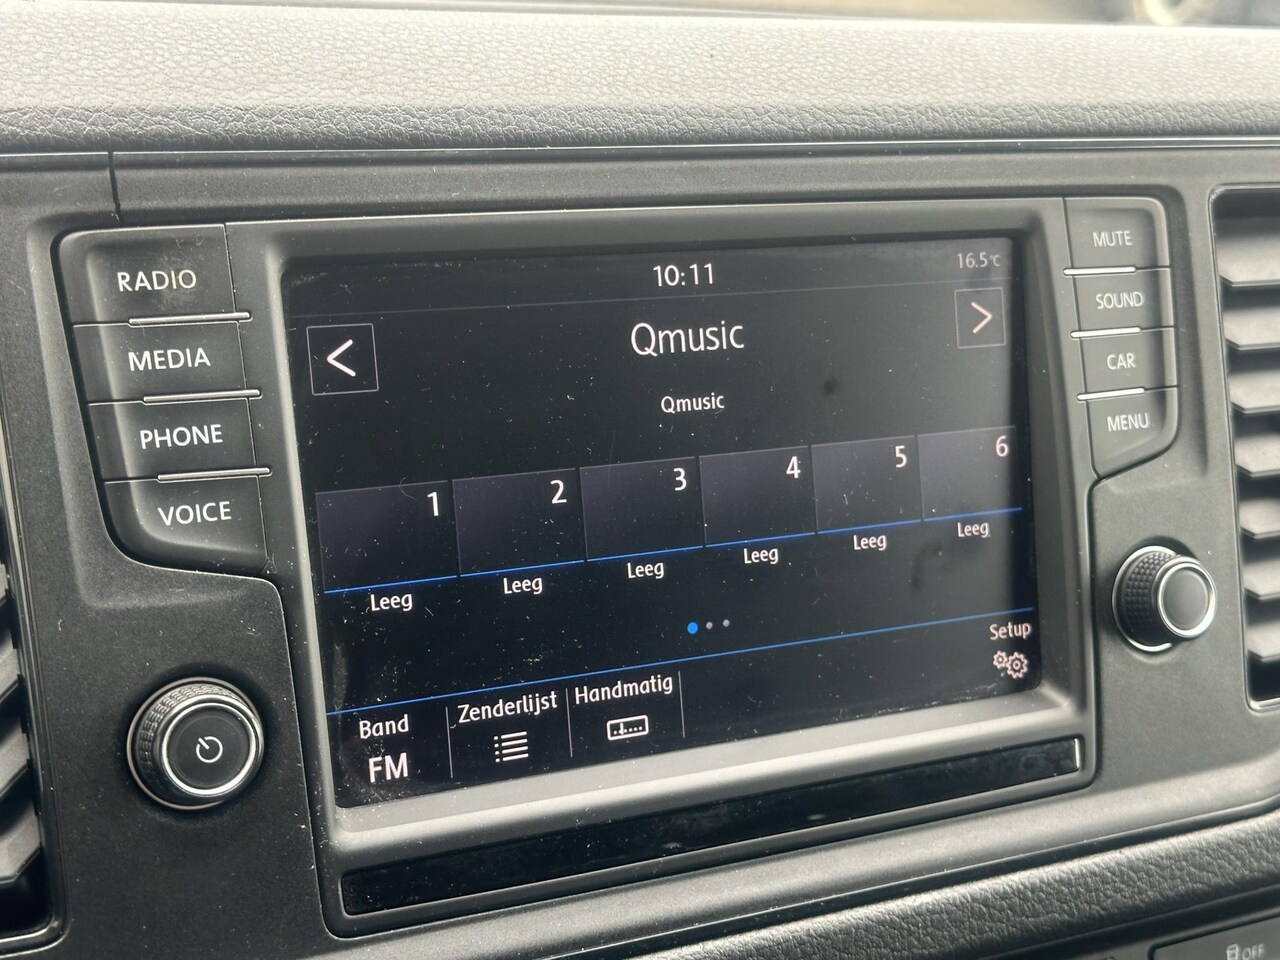 RADIO
MEDIA
PHONE
VOICE
10:11
16.5°C
<
Qmusic
>
Qmusic
1 2 3 4 5 6
Leeg Leeg Leeg Leeg Leeg Leeg
Setup
Band Zenderlijst Handmatig
FM
MUTE
SOUND
CAR
MENU
OFF